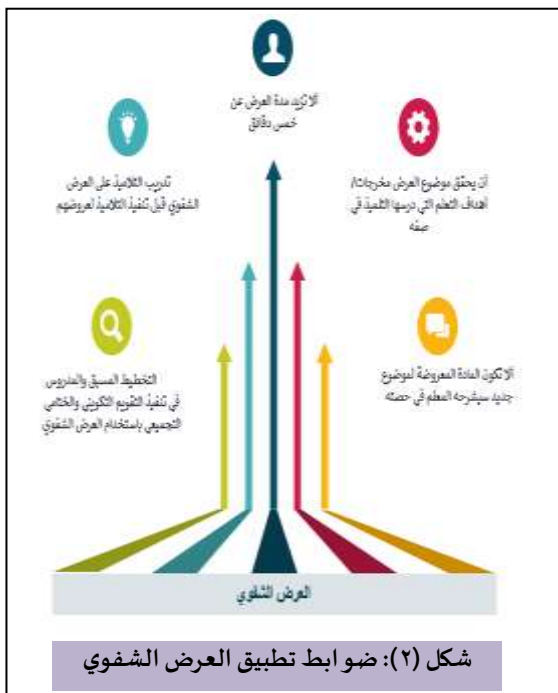 ألا تزيد مدة العرض عن
خمس دقائق
أن يحقق موضوع العرض مخرجات/
أهداف التعلم التي درسها التلميذ في
صفه
تدريب التلاميذ على العرض
الشفوي قبل تنفيذ التلاميذ لعروضهم
ألا تكون المادة المعروضة لموضوع
جديد سيشرحه المعلم في حصته
التخطيط المسبق والمدروس
في تنفيذ التقويم التكويني والختامي
التجميعي باستخدام العرض الشفوي
العرض الشفوي
شكل (٢): ضوابط تطبيق العرض الشفوي